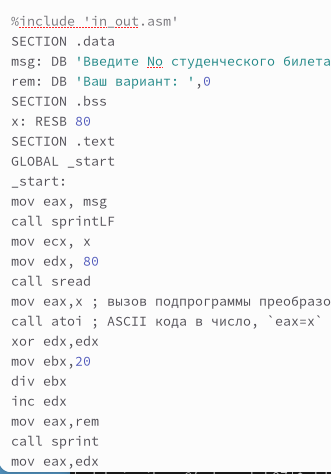 %include 'in_out.asm'
SECTION .data
msg: DB 'Введите No студенческого билета
rem: DB 'Ваш вариант: ',0
SECTION .bss
x: RESB 80
SECTION .text
GLOBAL _start
_start:
mov eax, msg
call sprintLF
mov ecx, x
mov edx, 80
call sread
mov eax,x ; вызов подпрограммы преобразо
call atoi ; ASCII кода в число, `eax=x`
xor edx,edx
mov ebx,20
div ebx
inc edx
mov eax,rem
call sprint
mov eax,edx